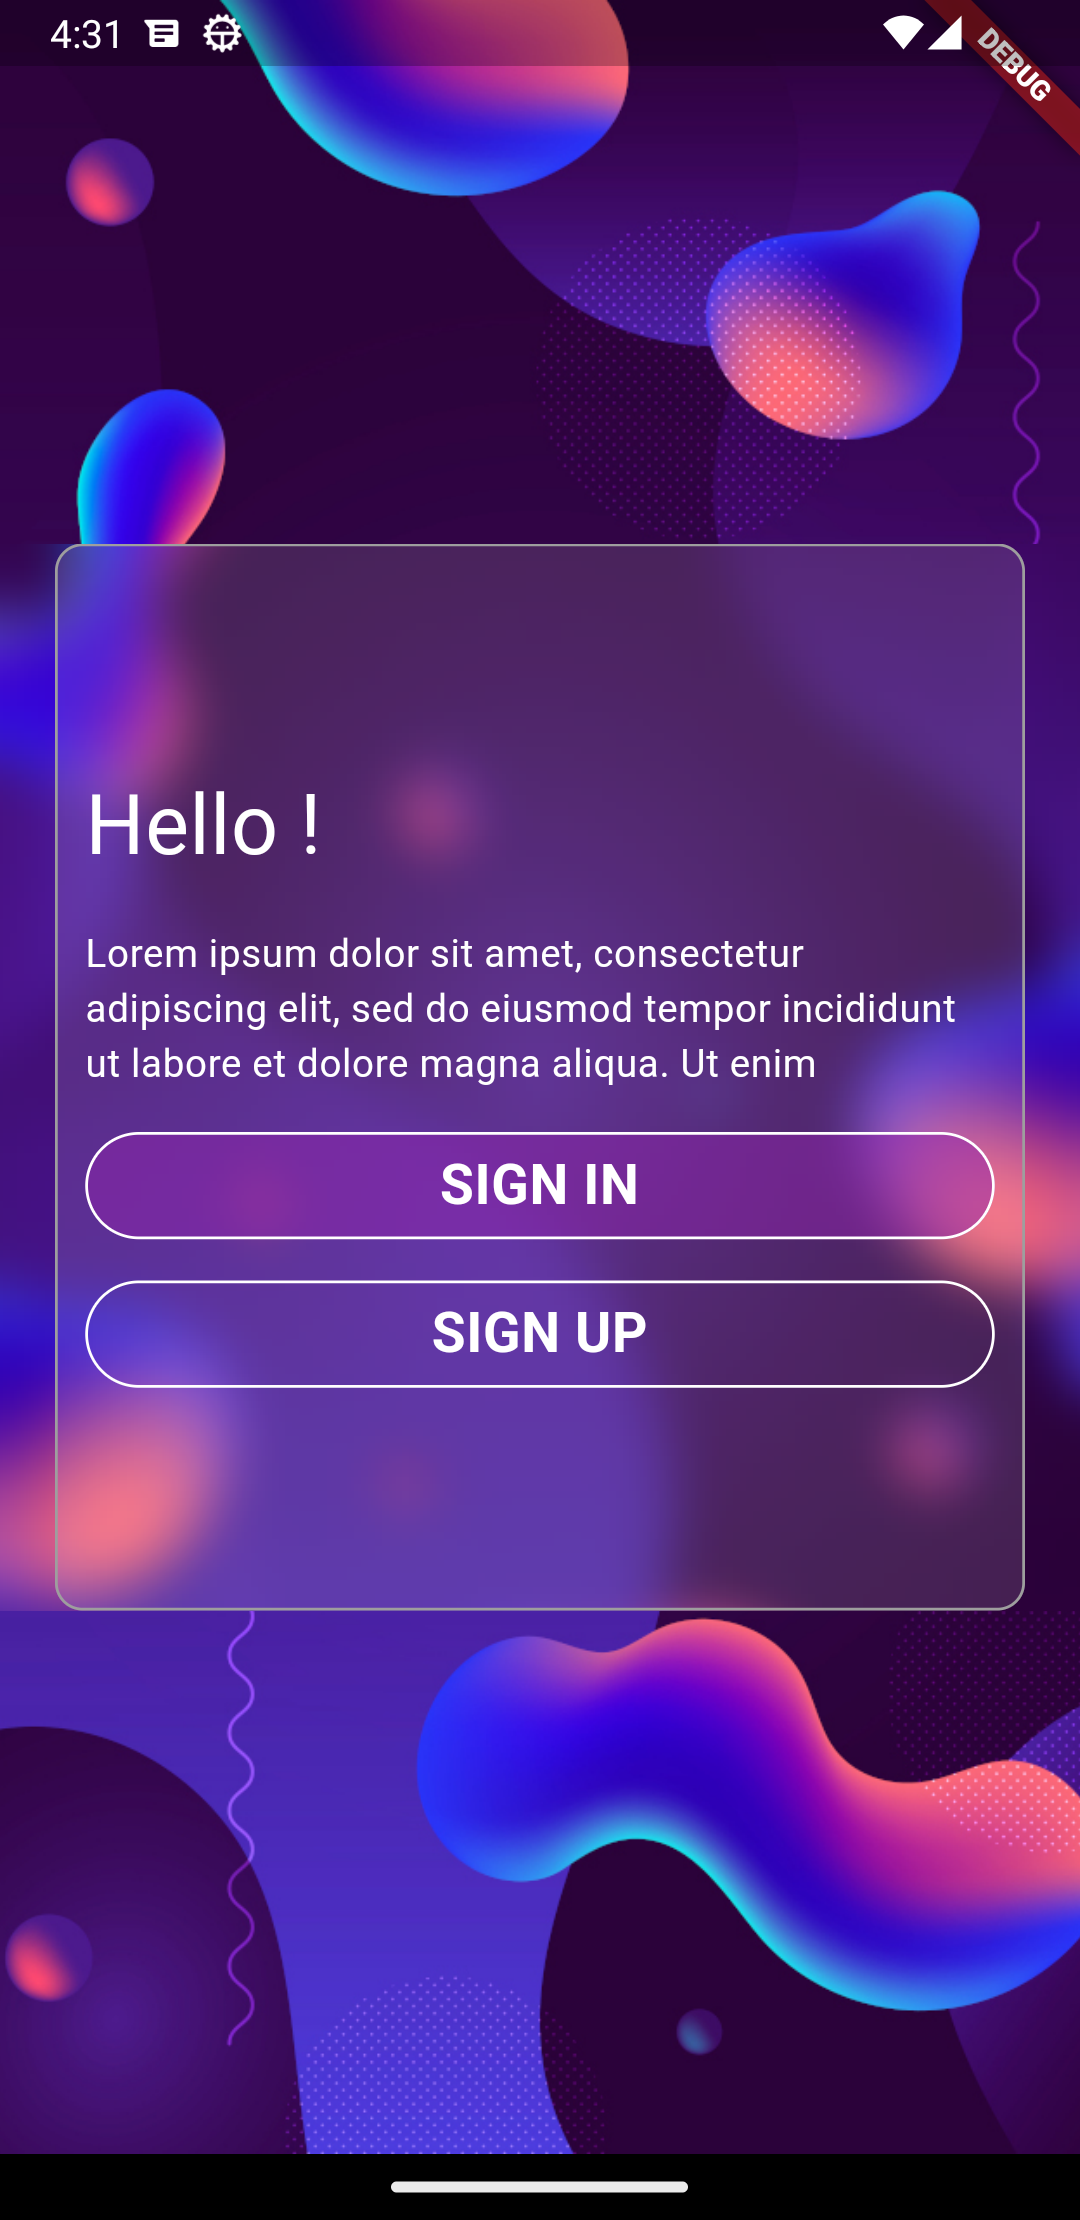 4:31
DEBUG
Hello !
Lorem ipsum dolor sit amet, consectetur
adipiscing elit, sed do eiusmod tempor incididunt
ut labore et dolore magna aliqua. Ut enim
SIGN IN
SIGN UP